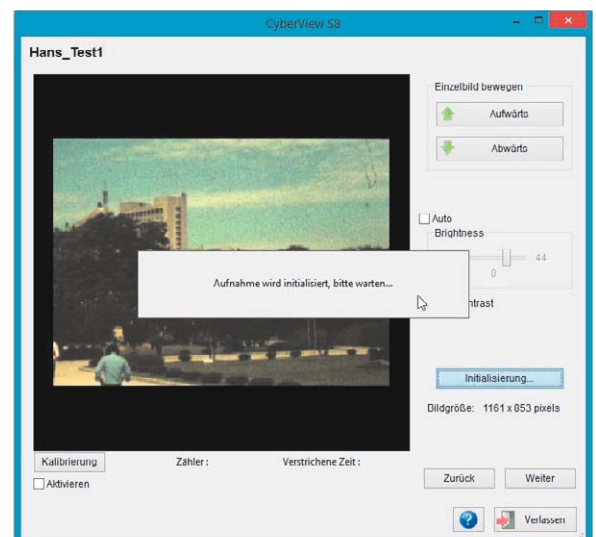 CyberView S8
Hans_Test1
Einzelbild bewegen
Aufwärts
Abwärts
Auto
Brightness
44
0
Aufnahme wird initialisiert, bitte warten...
ntrast
Initialisierung...
Bildgröße: 1161 x 853 pixels
Kalibrierung
Zähler :
Verstrichene Zeit :
Aktivieren
Zurück
Weiter
Verlassen